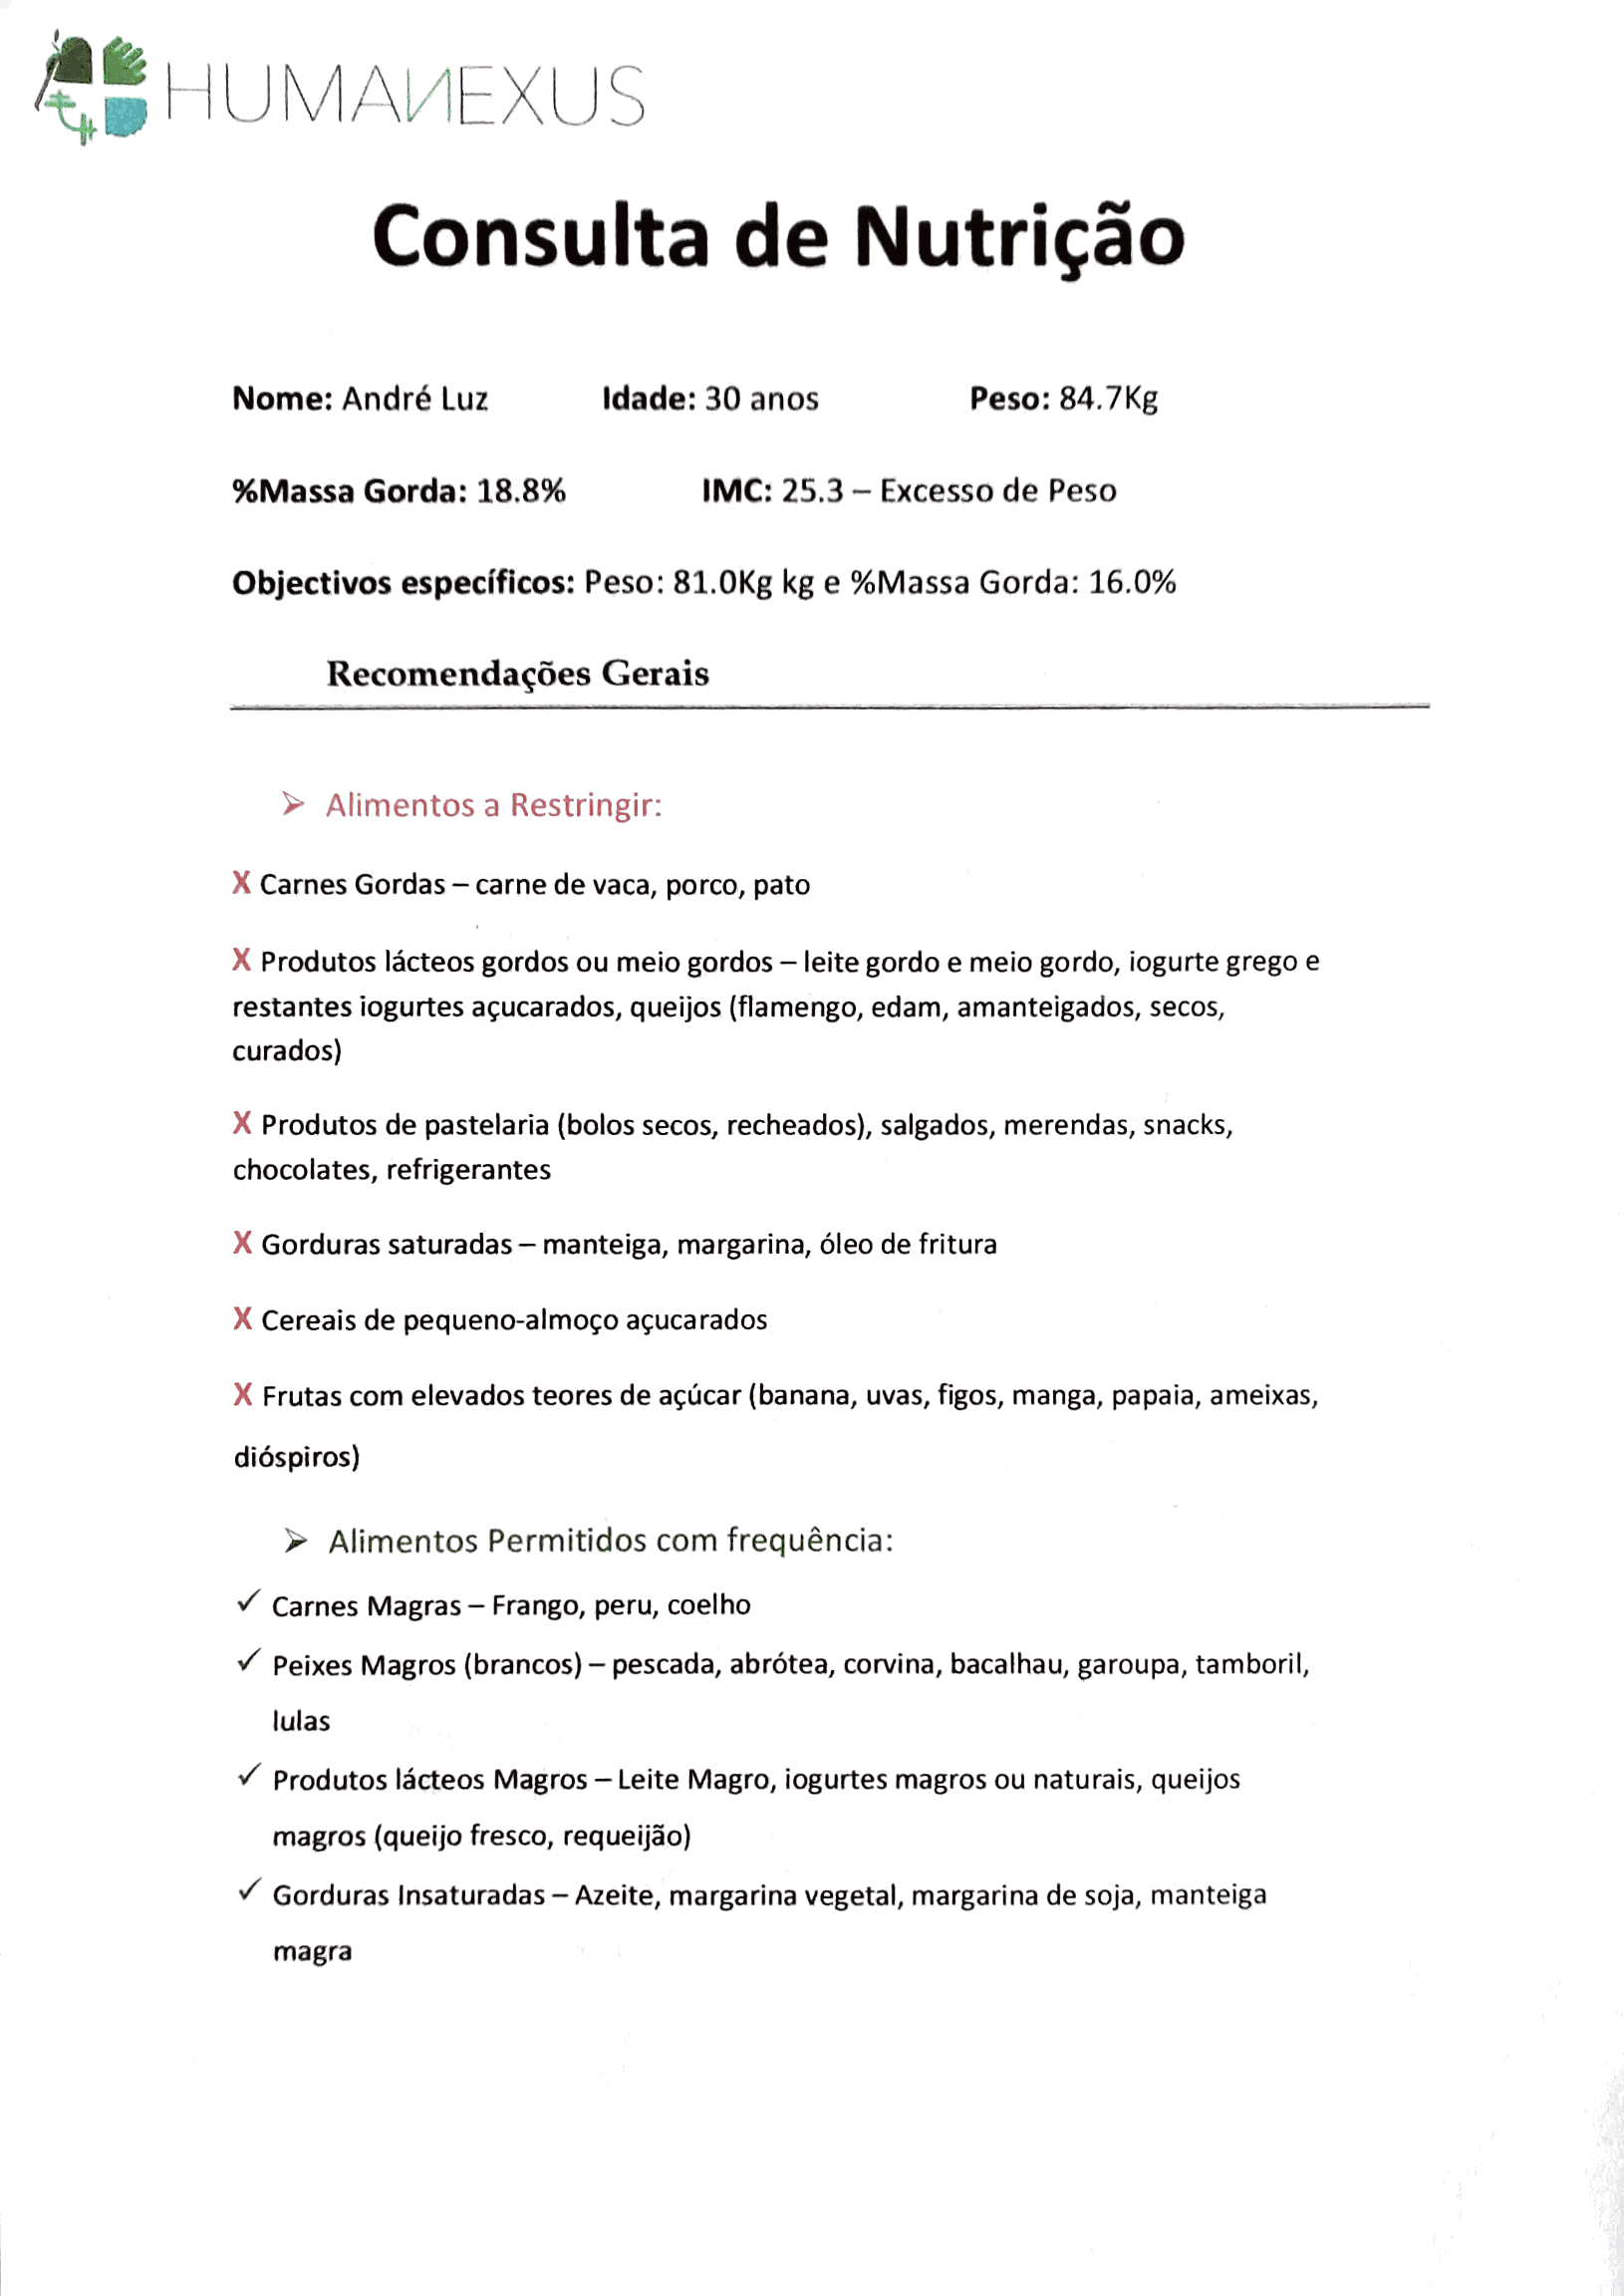 HUMANEXUS
Consulta de Nutrição
Nome: André Luz Idade: 30 anos Peso: 84.7Kg
%Massa Gorda: 18.8% IMC: 25.3 – Excesso de Peso
Objectivos específicos: Peso: 81.0Kg kg e %Massa Gorda: 16.0%
Recomendações Gerais
➢ Alimentos a Restringir:
X Carnes Gordas – carne de vaca, porco, pato
X Produtos lácteos gordos ou meio gordos – leite gordo e meio gordo, iogurte grego e
restantes iogurtes açucarados, queijos (flamengo, edam, amanteigados, secos,
curados)
X Produtos de pastelaria (bolos secos, recheados), salgados, merendas, snacks,
chocolates, refrigerantes
X Gorduras saturadas – manteiga, margarina, óleo de fritura
X Cereais de pequeno-almoço açucarados
X Frutas com elevados teores de açúcar (banana, uvas, figos, manga, papaia, ameixas,
dióspiros)
➢ Alimentos Permitidos com frequência:
✓ Carnes Magras – Frango, peru, coelho
✓ Peixes Magros (brancos) – pescada, abrótea, corvina, bacalhau, garoupa, tamboril,
lulas
✓ Produtos lácteos Magros – Leite Magro, iogurtes magros ou naturais, queijos
magros (queijo fresco, requeijão)
✓ Gorduras Insaturadas – Azeite, margarina vegetal, margarina de soja, manteiga
magra